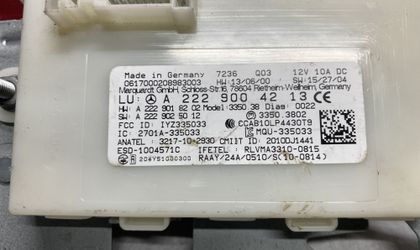 Made in Germany 7236 Q03 12V 10A DC
0617000208983003 HW: 13/06/00 SW: 15/27/04
Marquardt GmbH, Schloss-Str.16, 78604 Rietheim-Weilheim, Germany
LU: A 222 900 42 13 CE
HW: A 222 901 62 02 Model: 3350.38 Diag: 0022
SW: A 222 902 50 12 3350.3802
FCC ID: IYZ335033 CCAB10LP4430T9
IC: 2701A-335033 MQU-335033
ANATEL: 3217-10-2930 CMIIT ID: 2010DJ1441
ESD-1004571C IFETEL: RLVMA3310-0815
R 206Y51030300 RAAY/24A/0510/S(10-0814)